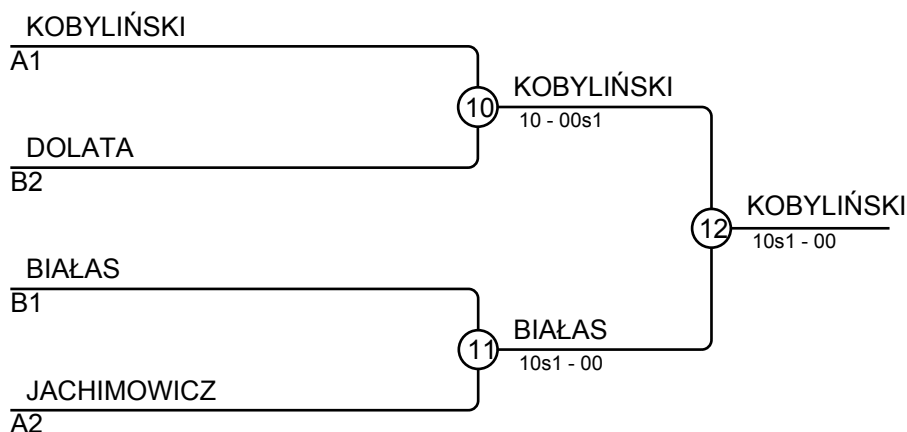 KOBYLIŃSKI
A1
10
KOBYLIŃSKI
10 - 00s1
DOLATA
B2
12
KOBYLIŃSKI
10s1 - 00
BIAŁAS
B1
11
BIAŁAS
10s1 - 00
JACHIMOWICZ
A2